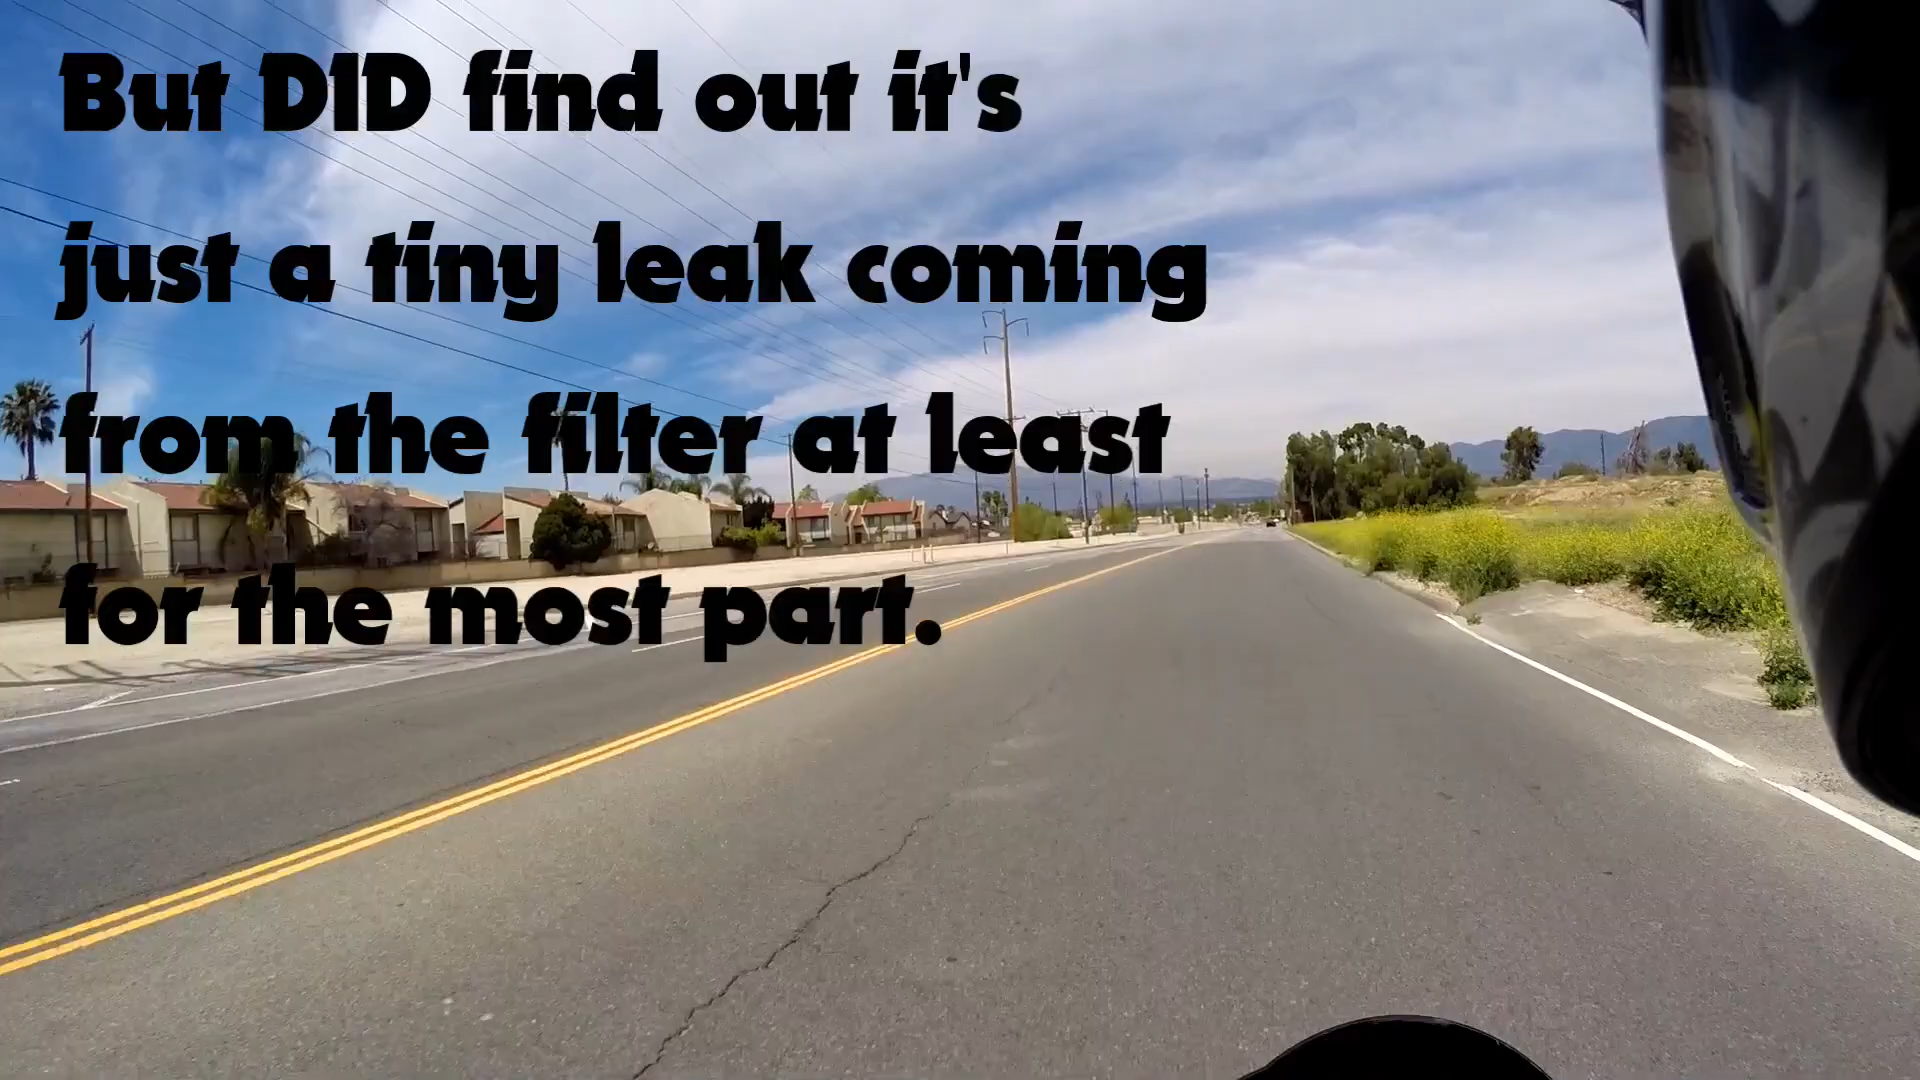 But DID find out it's
just a tiny leak coming
from the filter at least
for the most part.